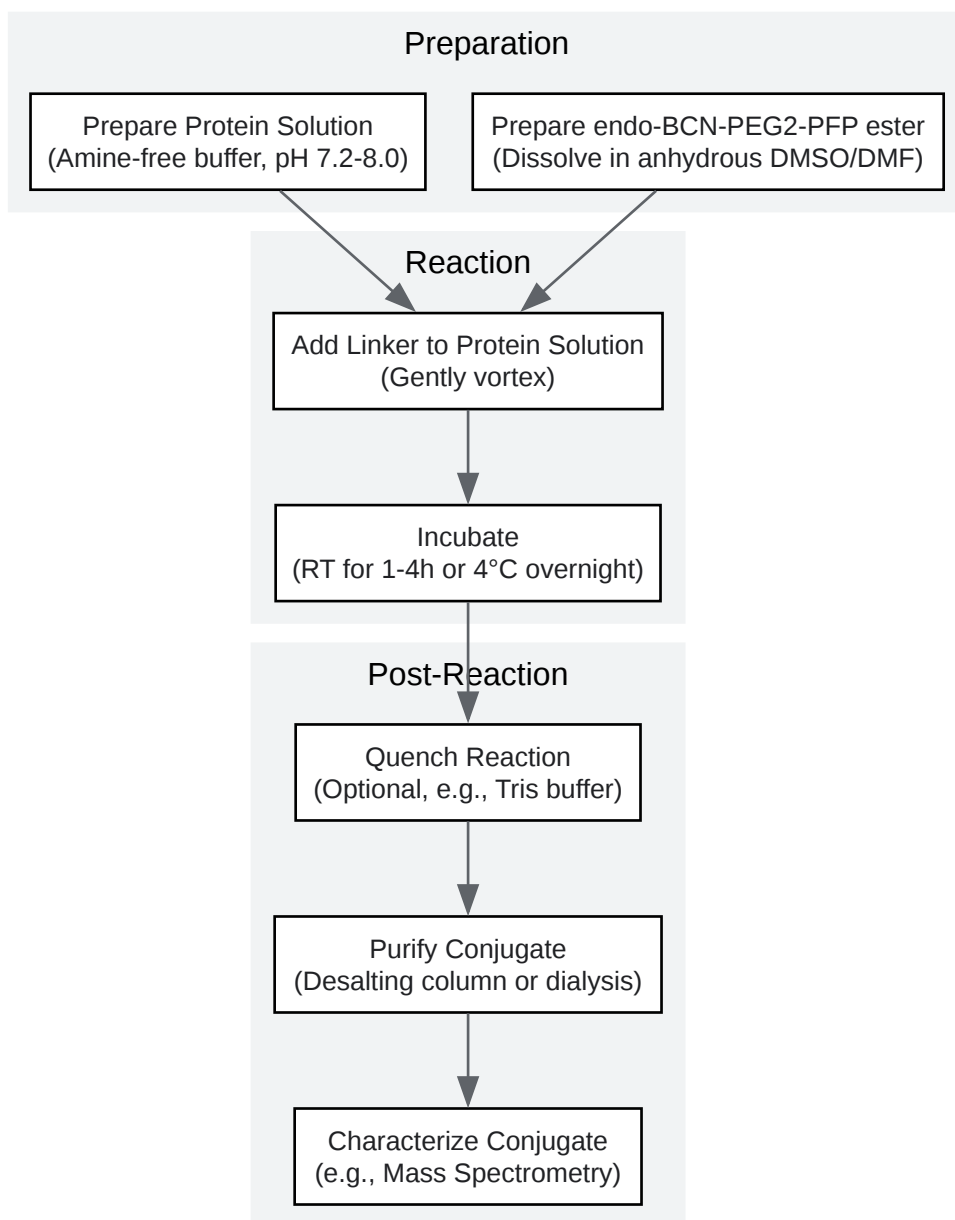 Preparation
Prepare Protein Solution
(Amine-free buffer, pH 7.2-8.0)
Prepare endo-BCN-PEG2-PFP ester
(Dissolve in anhydrous DMSO/DMF)
Reaction
Add Linker to Protein Solution
(Gently vortex)
Incubate
(RT for 1-4h or 4°C overnight)
Post-Reaction
Quench Reaction
(Optional, e.g., Tris buffer)
Purify Conjugate
(Desalting column or dialysis)
Characterize Conjugate
(e.g., Mass Spectrometry)